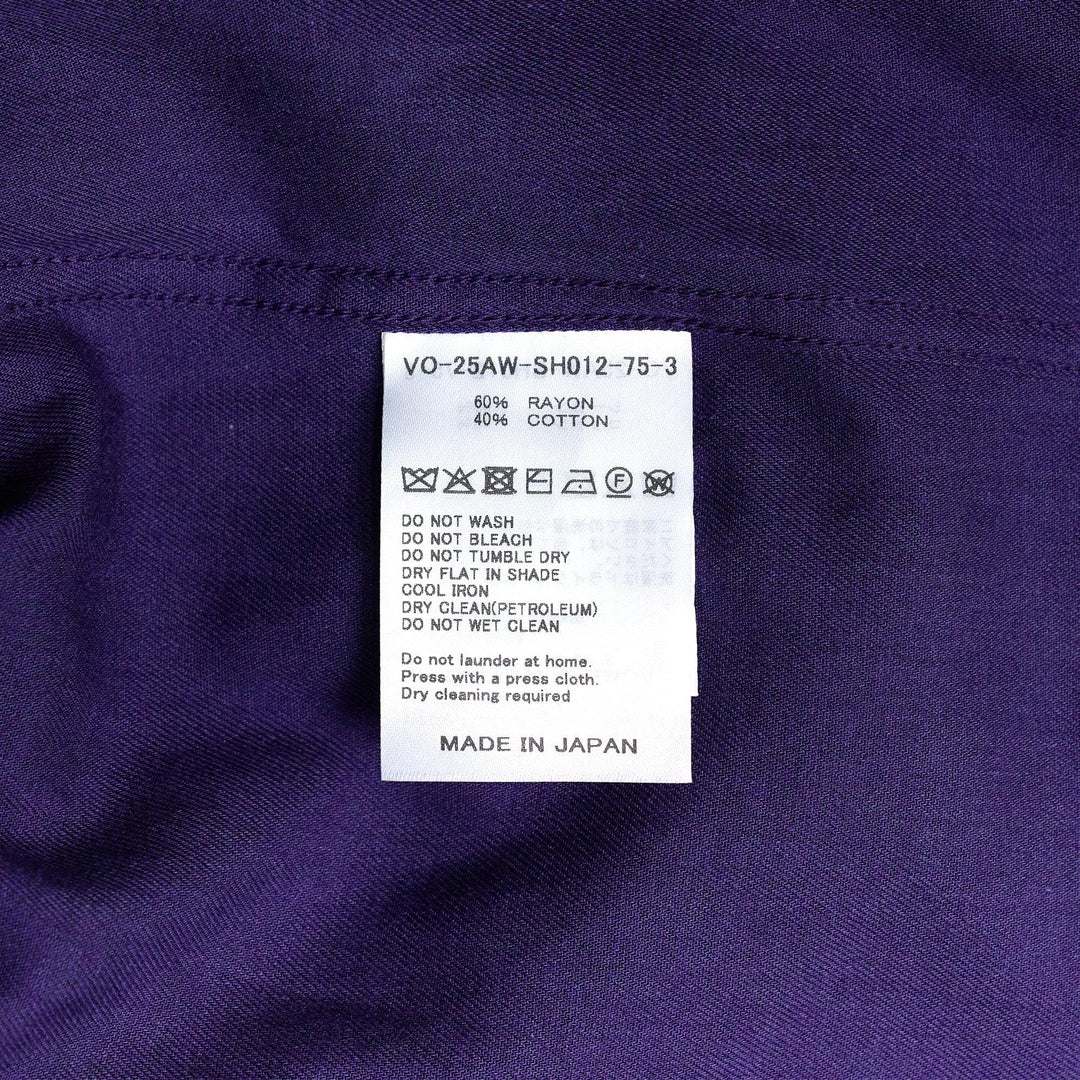 VO-25AW-SH012-75-3
60% RAYON
40% COTTON
F W
DO NOT WASH
DO NOT BLEACH
DO NOT TUMBLE DRY
DRY FLAT IN SHADE
COOL IRON
DRY CLEAN(PETROLEUM)
DO NOT WET CLEAN
Do not launder at home.
Press with a press cloth.
Dry cleaning required
MADE IN JAPAN